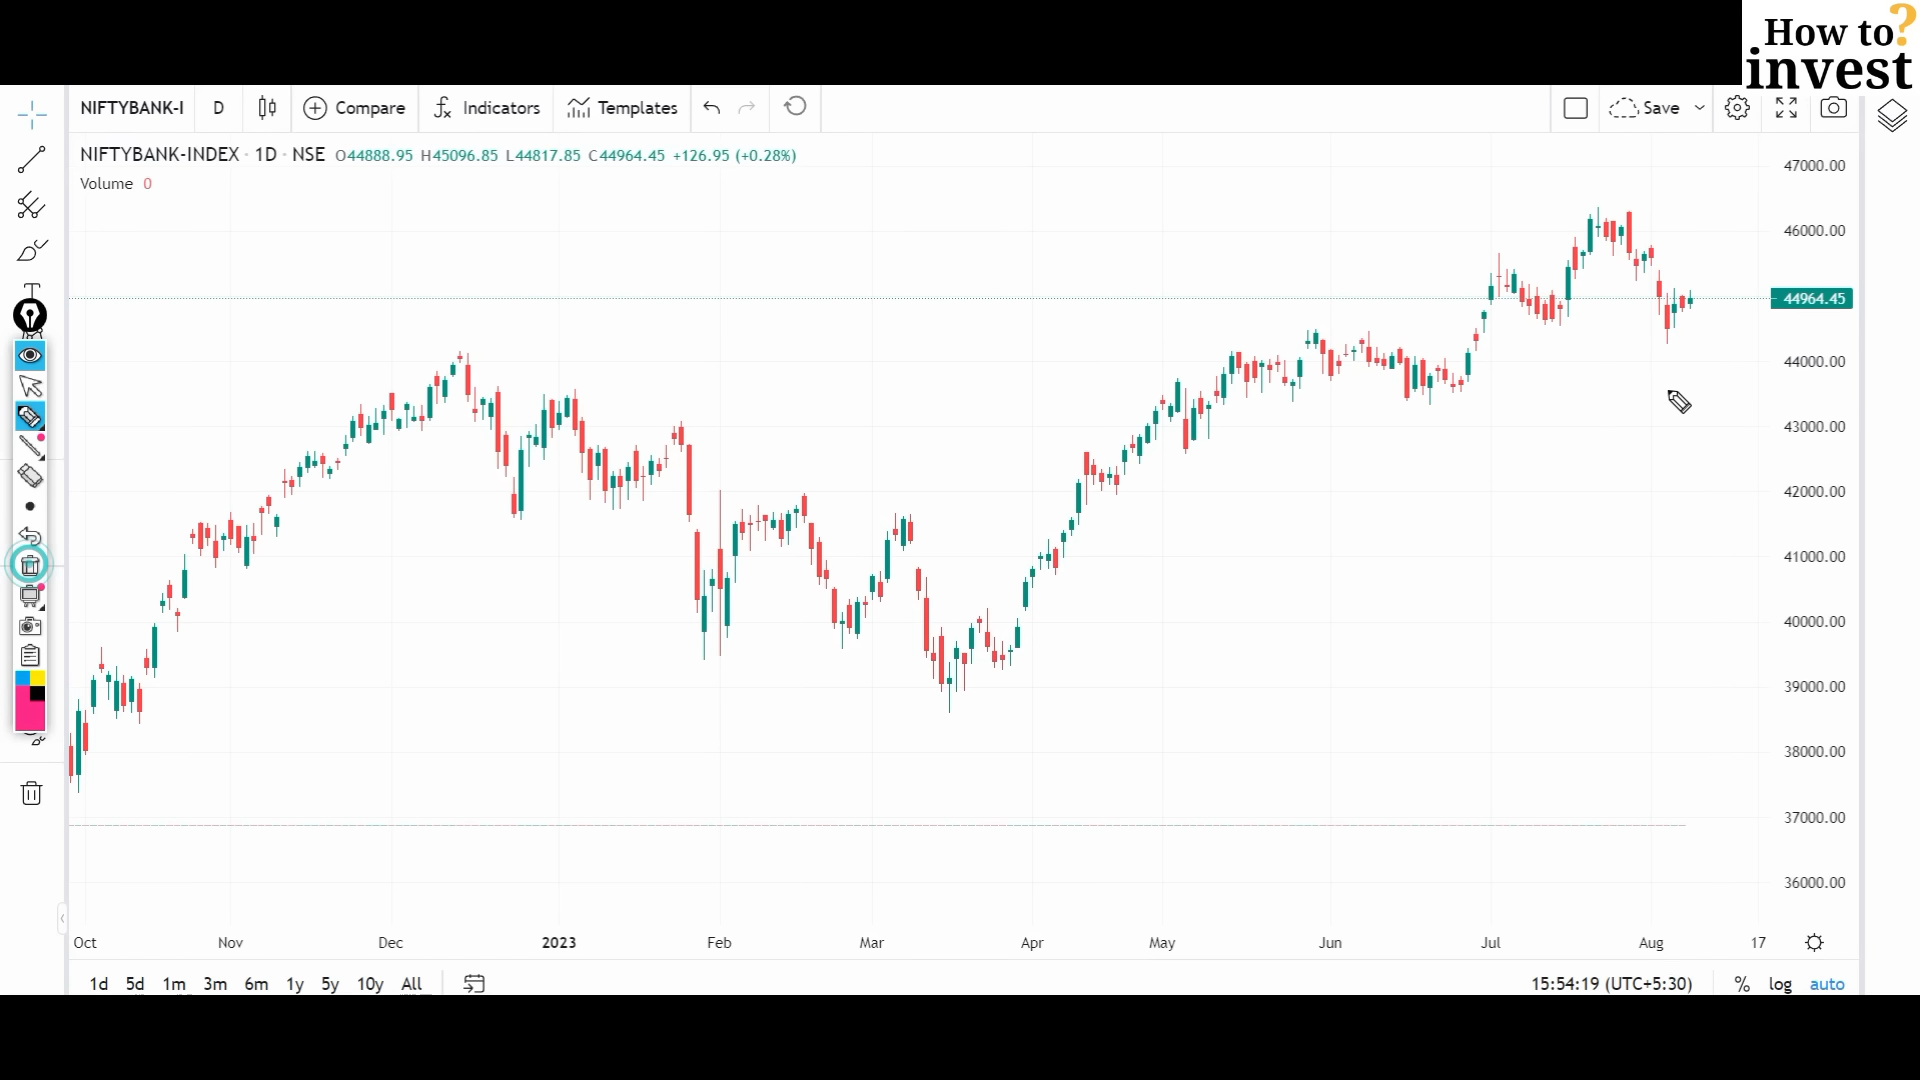 How to?
invest
NIFTYBANK-I D Compare Indicators Templates Save
NIFTYBANK-INDEX · 1D · NSE O44888.95 H45096.85 L44817.85 C44964.45 +126.95 (+0.28%)
Volume 0
47000.00
46000.00
44964.45
44000.00
43000.00
42000.00
41000.00
40000.00
39000.00
38000.00
37000.00
36000.00
Oct Nov Dec 2023 Feb Mar Apr May Jun Jul Aug 17
1d 5d 1m 3m 6m 1y 5y 10y All 15:54:19 (UTC+5:30) % log auto